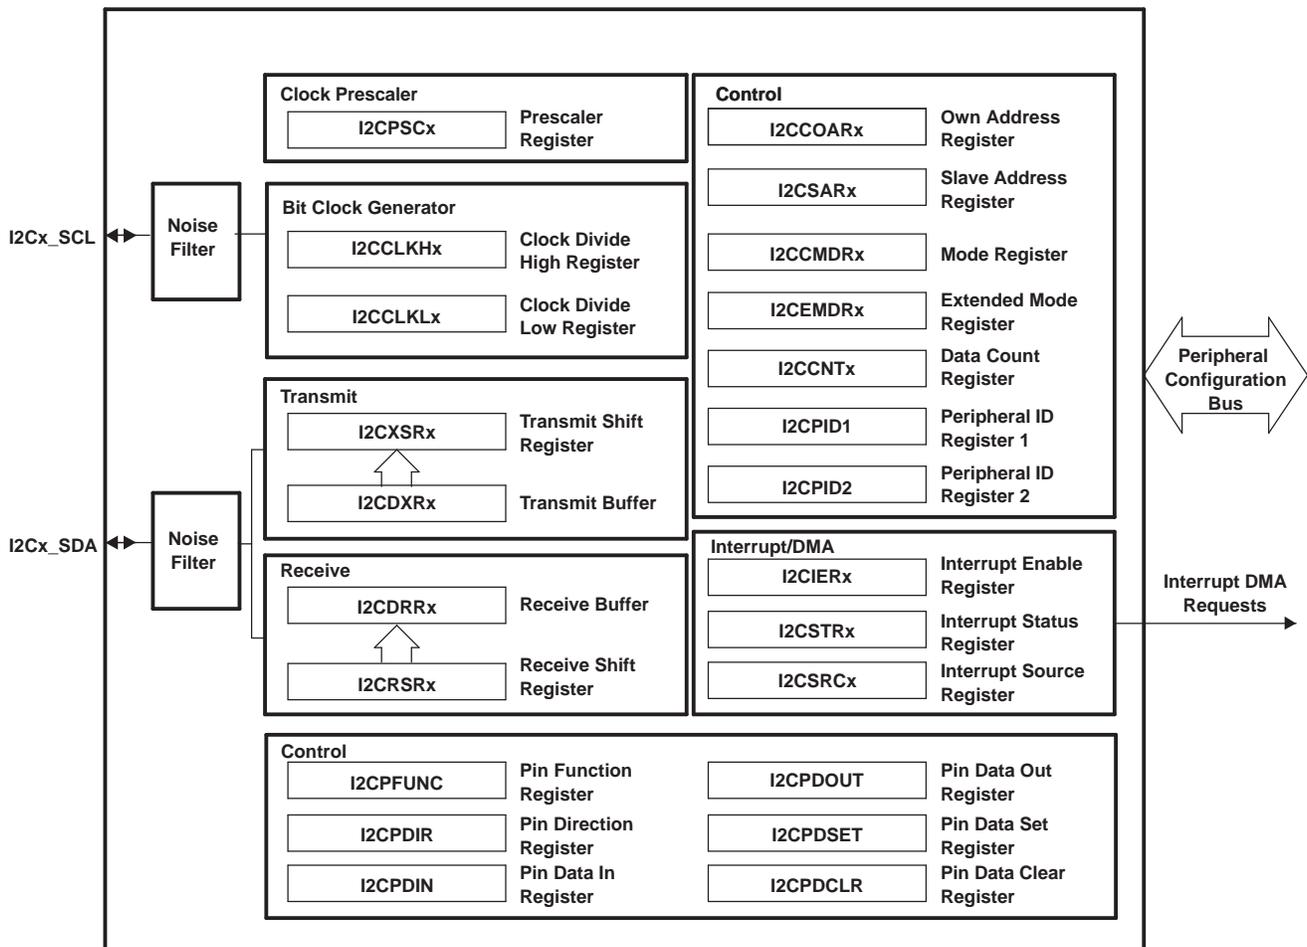 Clock Prescaler
I2CPSCx
Prescaler
Register
Control
I2CCOARx
Own Address
Register
I2CSARx
Slave Address
Register
I2CCMDRx
Mode Register
I2CEMDRx
Extended Mode
Register
I2CCNTx
Data Count
Register
I2CPID1
Peripheral ID
Register 1
I2CPID2
Peripheral ID
Register 2
I2Cx_SCL
Noise
Filter
Bit Clock Generator
I2CCLKHx
Clock Divide
High Register
I2CCLKLx
Clock Divide
Low Register
Peripheral
Configuration
Bus
Transmit
I2CXSRx
Transmit Shift
Register
I2CDXRx
Transmit Buffer
I2Cx_SDA
Noise
Filter
Receive
I2CDRRx
Receive Buffer
I2CRSRx
Receive Shift
Register
Interrupt/DMA
I2CIERx
Interrupt Enable
Register
I2CSTRx
Interrupt Status
Register
I2CSRCx
Interrupt Source
Register
Interrupt DMA
Requests
Control
I2CPFUNC
Pin Function
Register
I2CPDIR
Pin Direction
Register
I2CPDIN
Pin Data In
Register
I2CPDOUT
Pin Data Out
Register
I2CPDSET
Pin Data Set
Register
I2CPDCLR
Pin Data Clear
Register